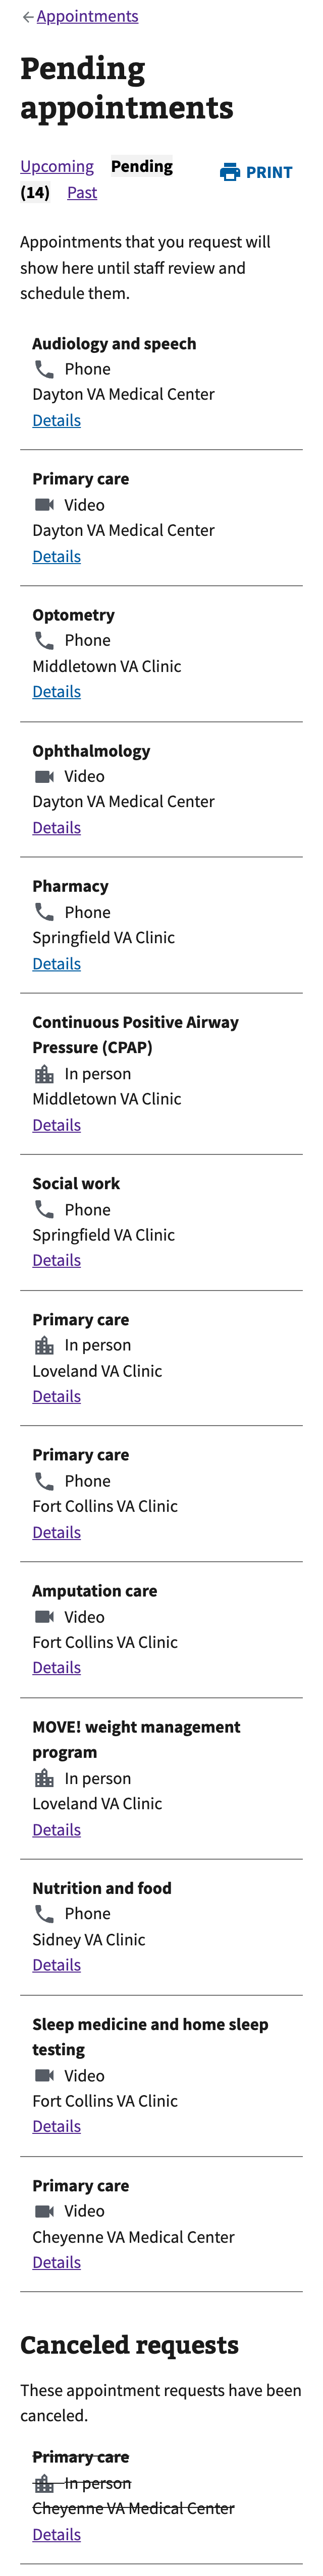 Appointments
Pending
appointments
Upcoming Pending
(14) Past
PRINT
Appointments that you request will
show here until staff review and
schedule them.
Audiology and speech
Phone
Dayton VA Medical Center
Details
Primary care
Video
Dayton VA Medical Center
Details
Optometry
Phone
Middletown VA Clinic
Details
Ophthalmology
Video
Dayton VA Medical Center
Details
Pharmacy
Phone
Springfield VA Clinic
Details
Continuous Positive Airway
Pressure (CPAP)
In person
Middletown VA Clinic
Details
Social work
Phone
Springfield VA Clinic
Details
Primary care
In person
Loveland VA Clinic
Details
Primary care
Phone
Fort Collins VA Clinic
Details
Amputation care
Video
Fort Collins VA Clinic
Details
MOVE! weight management
program
In person
Loveland VA Clinic
Details
Nutrition and food
Phone
Sidney VA Clinic
Details
Sleep medicine and home sleep
testing
Video
Fort Collins VA Clinic
Details
Primary care
Video
Cheyenne VA Medical Center
Details
Canceled requests
These appointment requests have been
canceled.
Primary care
In person
Cheyenne VA Medical Center
Details